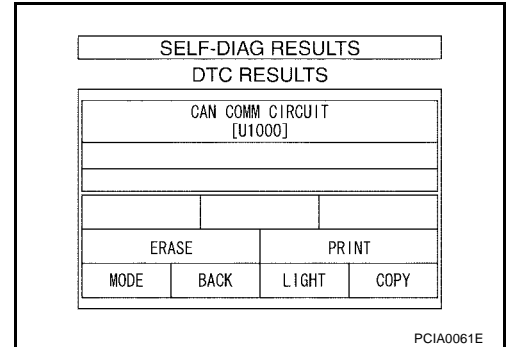 SELF-DIAG RESULTS
DTC RESULTS
CAN COMM CIRCUIT
[U1000]
ERASE PRINT
MODE BACK LIGHT COPY
PCIA0061E